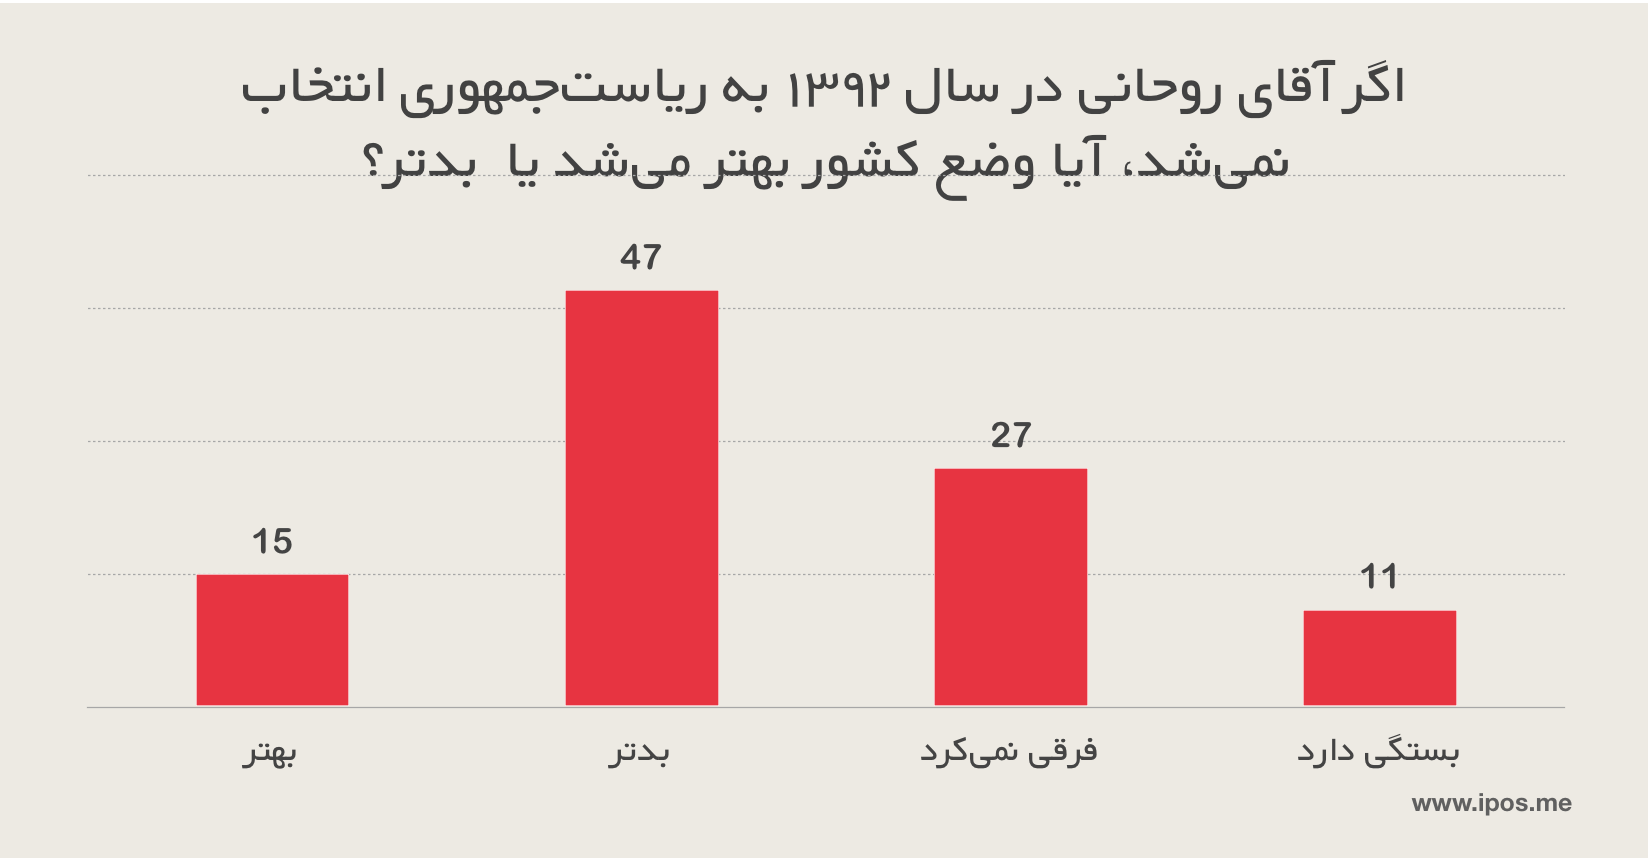 اگر آقای روحانی در سال ۱۳۹۲ به ریاست‌جمهوری انتخاب
نمی‌شد، آیا وضع کشور بهتر می‌شد یا بدتر؟
15
47
27
11
بهتر
بدتر
فرقی نمی‌کرد
بستگی دارد
www.ipos.me